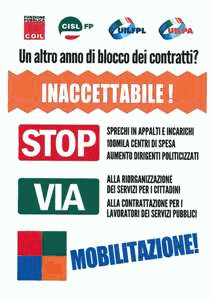 CGIL
CISL FP
UILFPL
UILPA
Un altro anno di blocco dei contratti?
INACCETTABILE !
STOP
SPRECHI IN APPALTI E INCARICHI
100MILA CENTRI DI SPESA
AUMENTO DIRIGENTI POLITICIZZATI
VIA
ALLA RIORGANIZZAZIONE
DEI SERVIZI PER I CITTADINI
ALLA CONTRATTAZIONE PER I
LAVORATORI DEI SERVIZI PUBBLICI
MOBILITAZIONE!